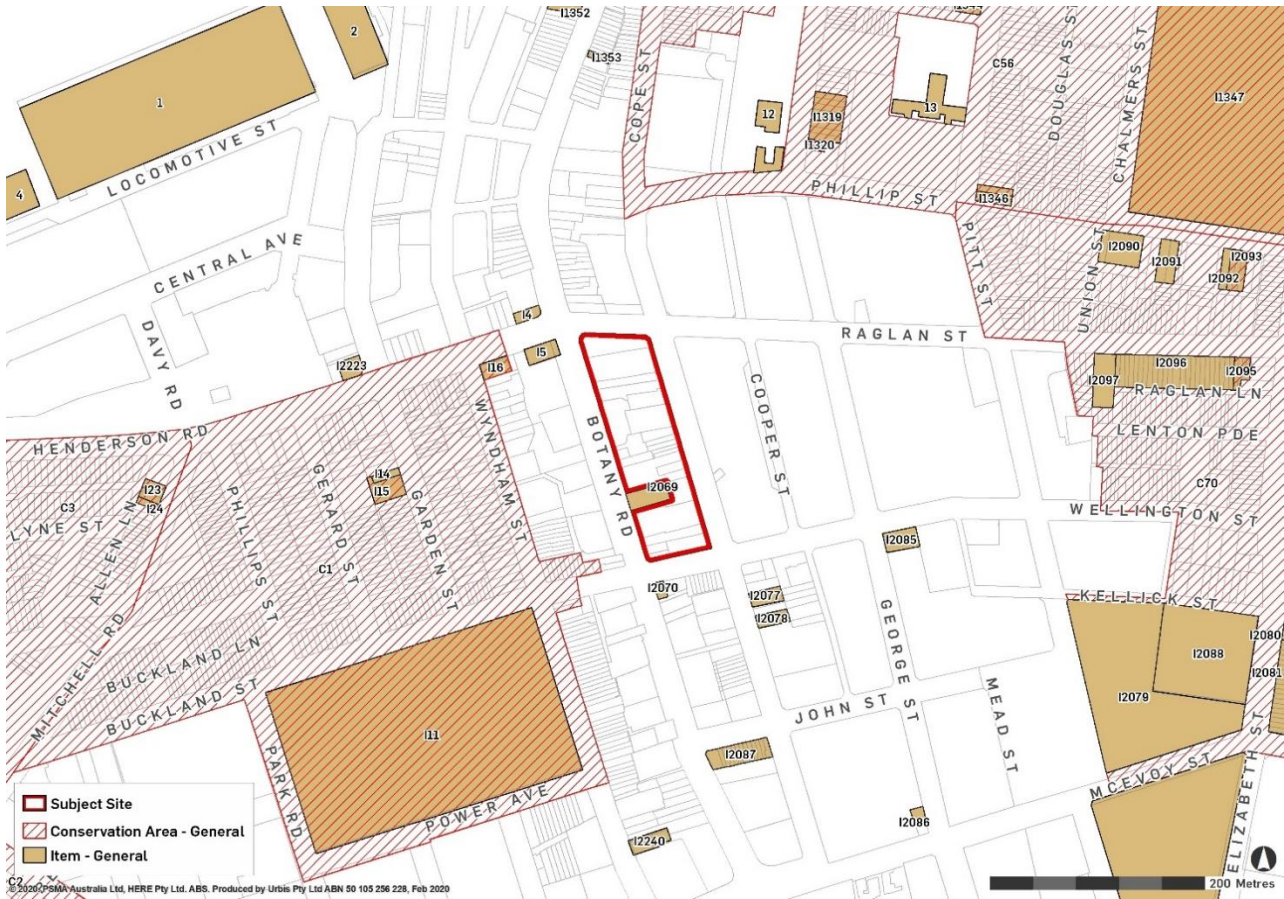 I1352
2
I1353
COPE ST
C56
DOUGLAS ST
CHALMERS ST
I1347
1
12
I1319
13
I1320
LOCOMOTIVE ST
4
PHILLIP ST
I1346
CENTRAL AVE
PITT ST
UNION ST
I2090
I2091
I2093
I2092
DAVY RD
I4
I5
I2223
I16
RAGLAN ST
I2096
I2095
I2097
RAGLAN LN
COOPER ST
HENDERSON RD
WYNDHAM ST
BOTANY RD
LENTON PDE
I14
I15
I23
I24
C3
LYNE ST
ALLEN LN
PHILLIPS ST
GERARD ST
GARDEN ST
I2069
C70
WELLINGTON ST
I2085
C1
I2070
I2077
I2078
KELLICK ST
GEORGE ST
I2080
I2088
I2081
I2079
MITCHELL RD
BUCKLAND LN
BUCKLAND ST
MEAD ST
JOHN ST
I11
I2087
PARK RD
POWER AVE
MCEVOY ST
ELIZABETH ST
I2086
I2240
Subject Site
Conservation Area - General
Item - General
C2
© 2020. PSMA Australia Ltd, HERE Pty Ltd. ABS. Produced by Urbis Pty Ltd ABN 50 105 256 228, Feb 2020
200 Metres